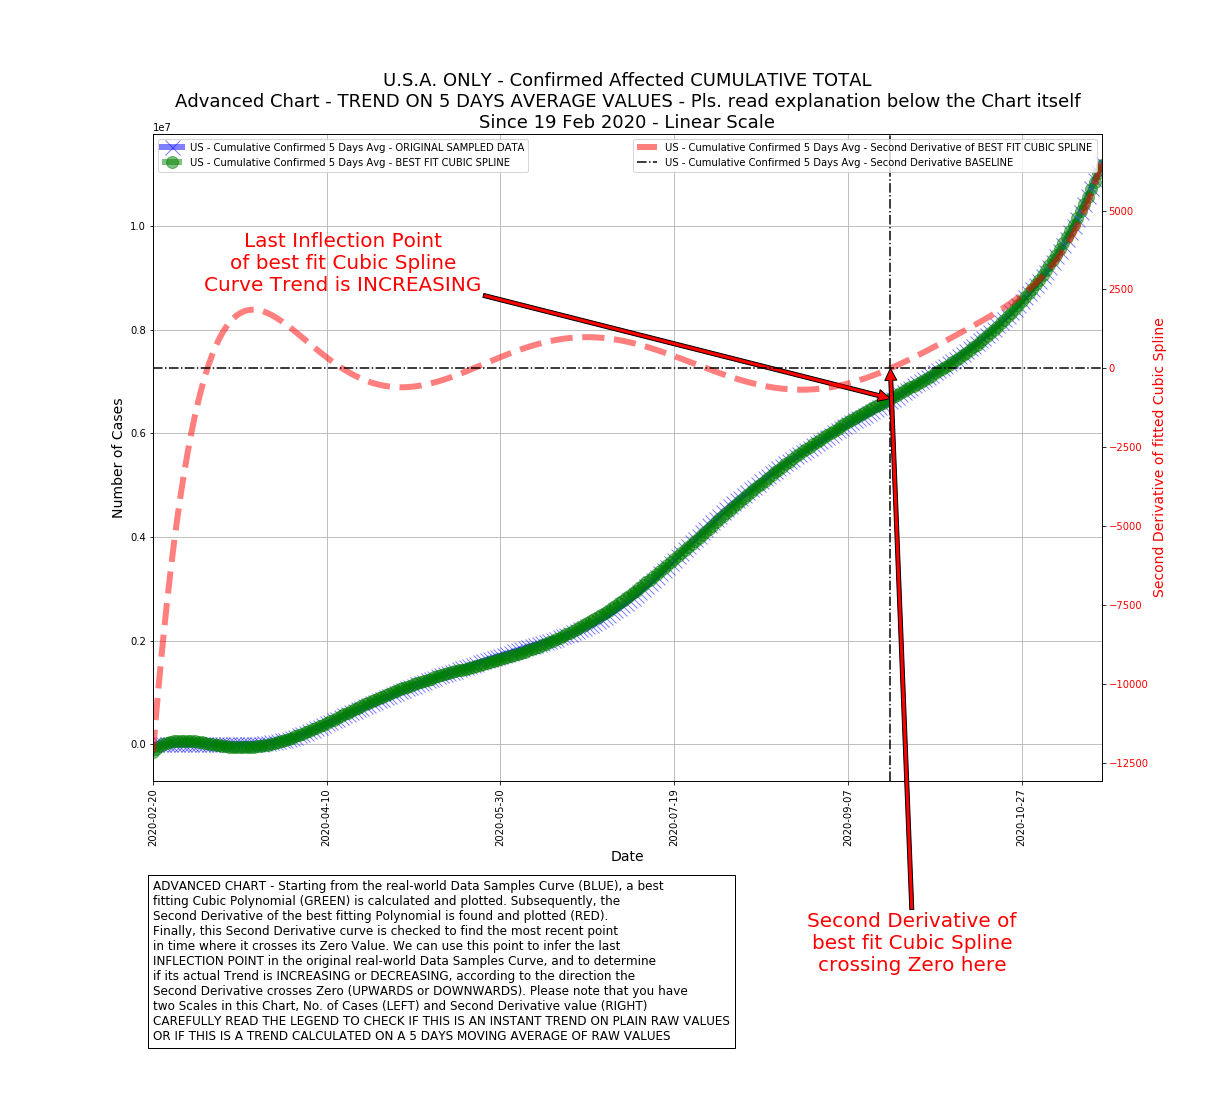 U.S.A. ONLY - Confirmed Affected CUMULATIVE TOTAL
Advanced Chart - TREND ON 5 DAYS AVERAGE VALUES - Pls. read explanation below the Chart itself
Since 19 Feb 2020 - Linear Scale
1e7
US - Cumulative Confirmed 5 Days Avg - ORIGINAL SAMPLED DATA
US - Cumulative Confirmed 5 Days Avg - BEST FIT CUBIC SPLINE
US - Cumulative Confirmed 5 Days Avg - Second Derivative of BEST FIT CUBIC SPLINE
US - Cumulative Confirmed 5 Days Avg - Second Derivative BASELINE
Last Inflection Point
of best fit Cubic Spline
Curve Trend is INCREASING
Number of Cases
1.0
0.8
0.6
0.4
0.2
0.0
5000
2500
0
−2500
−5000
−7500
−10000
−12500
Second Derivative of fitted Cubic Spline
2020-02-20
2020-04-10
2020-05-30
2020-07-19
2020-09-07
2020-10-27
Date
Second Derivative of
best fit Cubic Spline
crossing Zero here
ADVANCED CHART - Starting from the real-world Data Samples Curve (BLUE), a best
fitting Cubic Polynomial (GREEN) is calculated and plotted. Subsequently, the
Second Derivative of the best fitting Polynomial is found and plotted (RED).
Finally, this Second Derivative curve is checked to find the most recent point
in time where it crosses its Zero Value. We can use this point to infer the last
INFLECTION POINT in the original real-world Data Samples Curve, and to determine
if its actual Trend is INCREASING or DECREASING, according to the direction the
Second Derivative crosses Zero (UPWARDS or DOWNWARDS). Please note that you have
two Scales in this Chart, No. of Cases (LEFT) and Second Derivative value (RIGHT)
CAREFULLY READ THE LEGEND TO CHECK IF THIS IS AN INSTANT TREND ON PLAIN RAW VALUES
OR IF THIS IS A TREND CALCULATED ON A 5 DAYS MOVING AVERAGE OF RAW VALUES